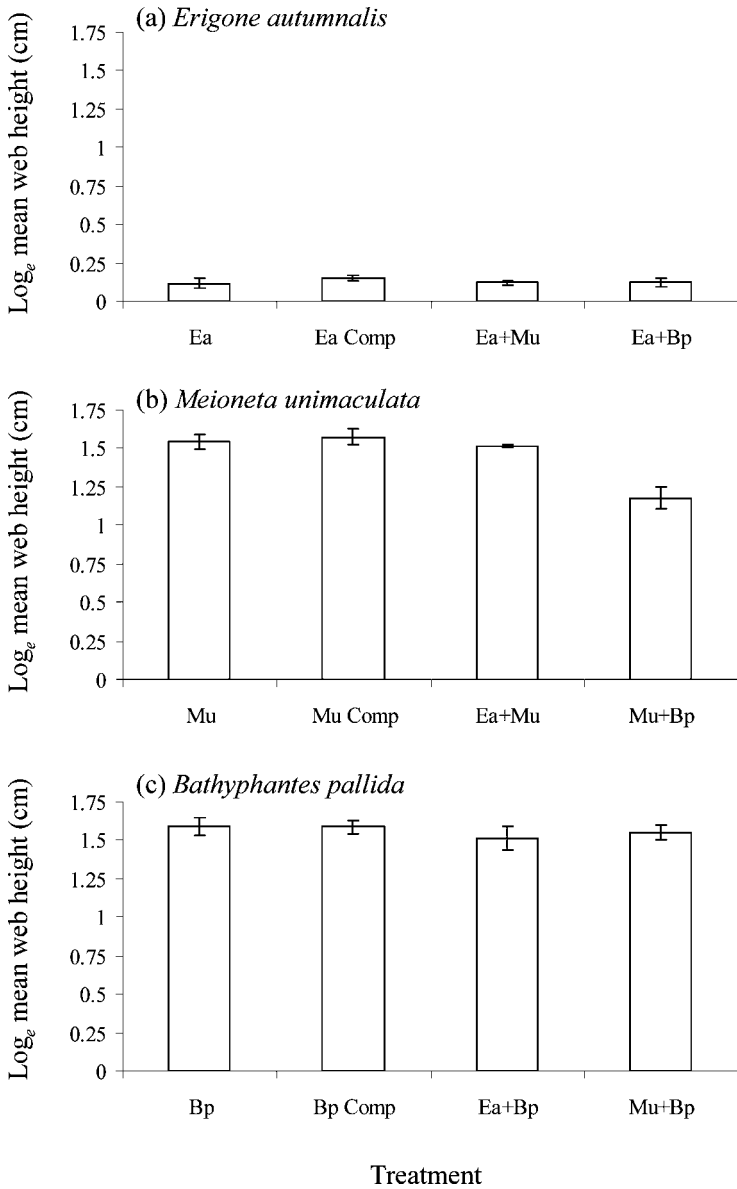 (a) Erigone autumnalis
Logₑ mean web height (cm)
1.75
1.5
1.25
1
0.75
0.5
0.25
0
Ea Ea Comp Ea+Mu Ea+Bp
(b) Meioneta unimaculata
Logₑ mean web height (cm)
1.75
1.5
1.25
1
0.75
0.5
0.25
0
Mu Mu Comp Ea+Mu Mu+Bp
(c) Bathyphantes pallida
Logₑ mean web height (cm)
1.75
1.5
1.25
1
0.75
0.5
0.25
0
Bp Bp Comp Ea+Bp Mu+Bp
Treatment